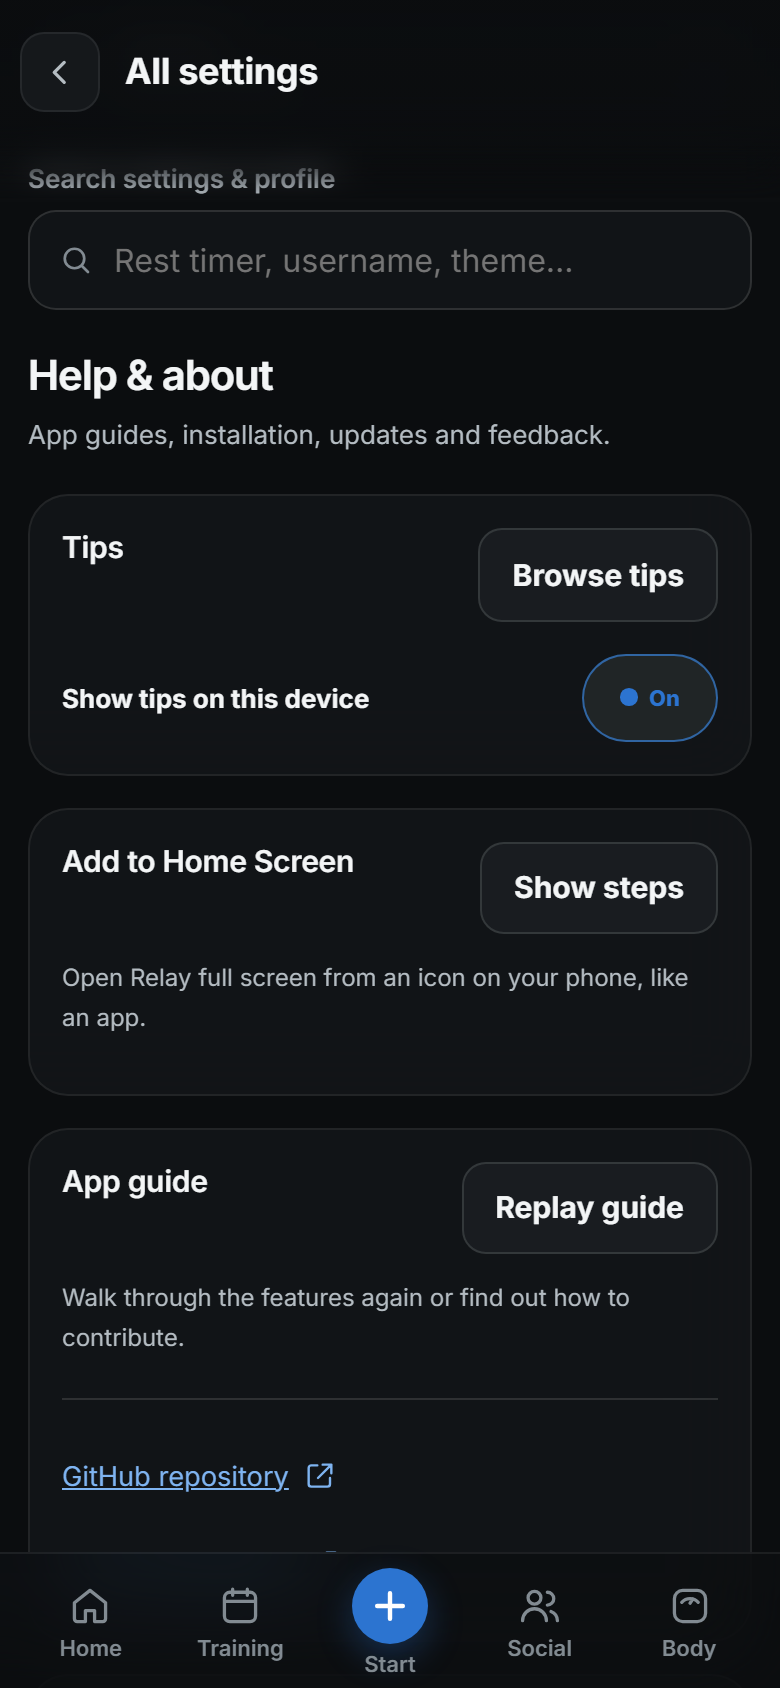 All settings
Search settings & profile
Rest timer, username, theme...
Help & about
App guides, installation, updates and feedback.
Tips
Browse tips
Show tips on this device
On
Add to Home Screen
Show steps
Open Relay full screen from an icon on your phone, like
an app.
App guide
Replay guide
Walk through the features again or find out how to
contribute.
GitHub repository
Home
Training
Start
Social
Body